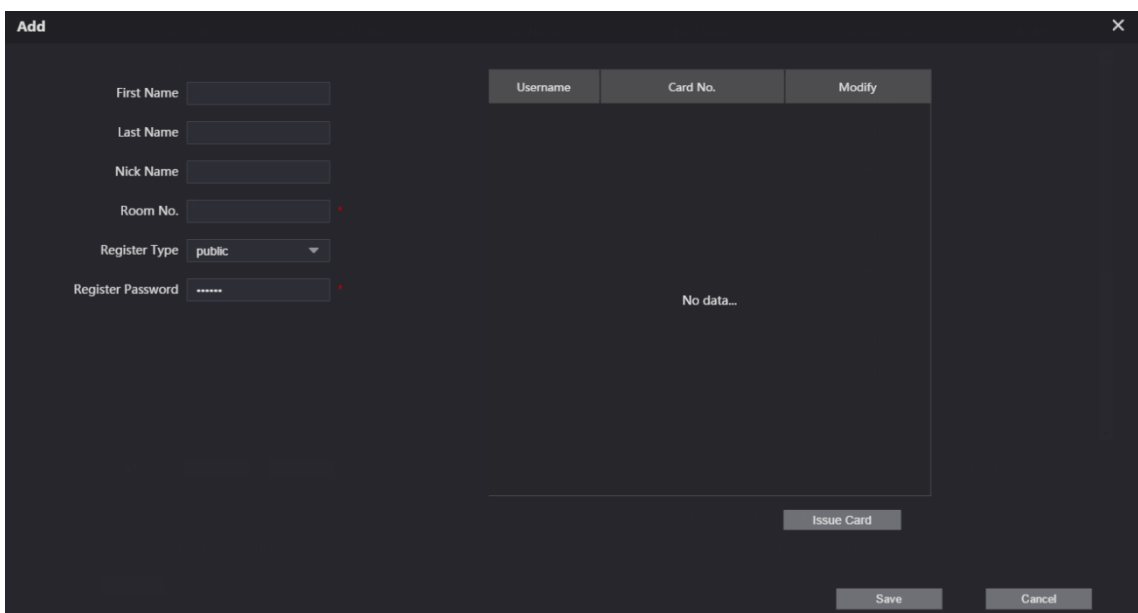 Add
First Name
Last Name
Nick Name
Room No. *
Register Type public
Register Password •••••• *
Username Card No. Modify
No data...
Issue Card
Save Cancel